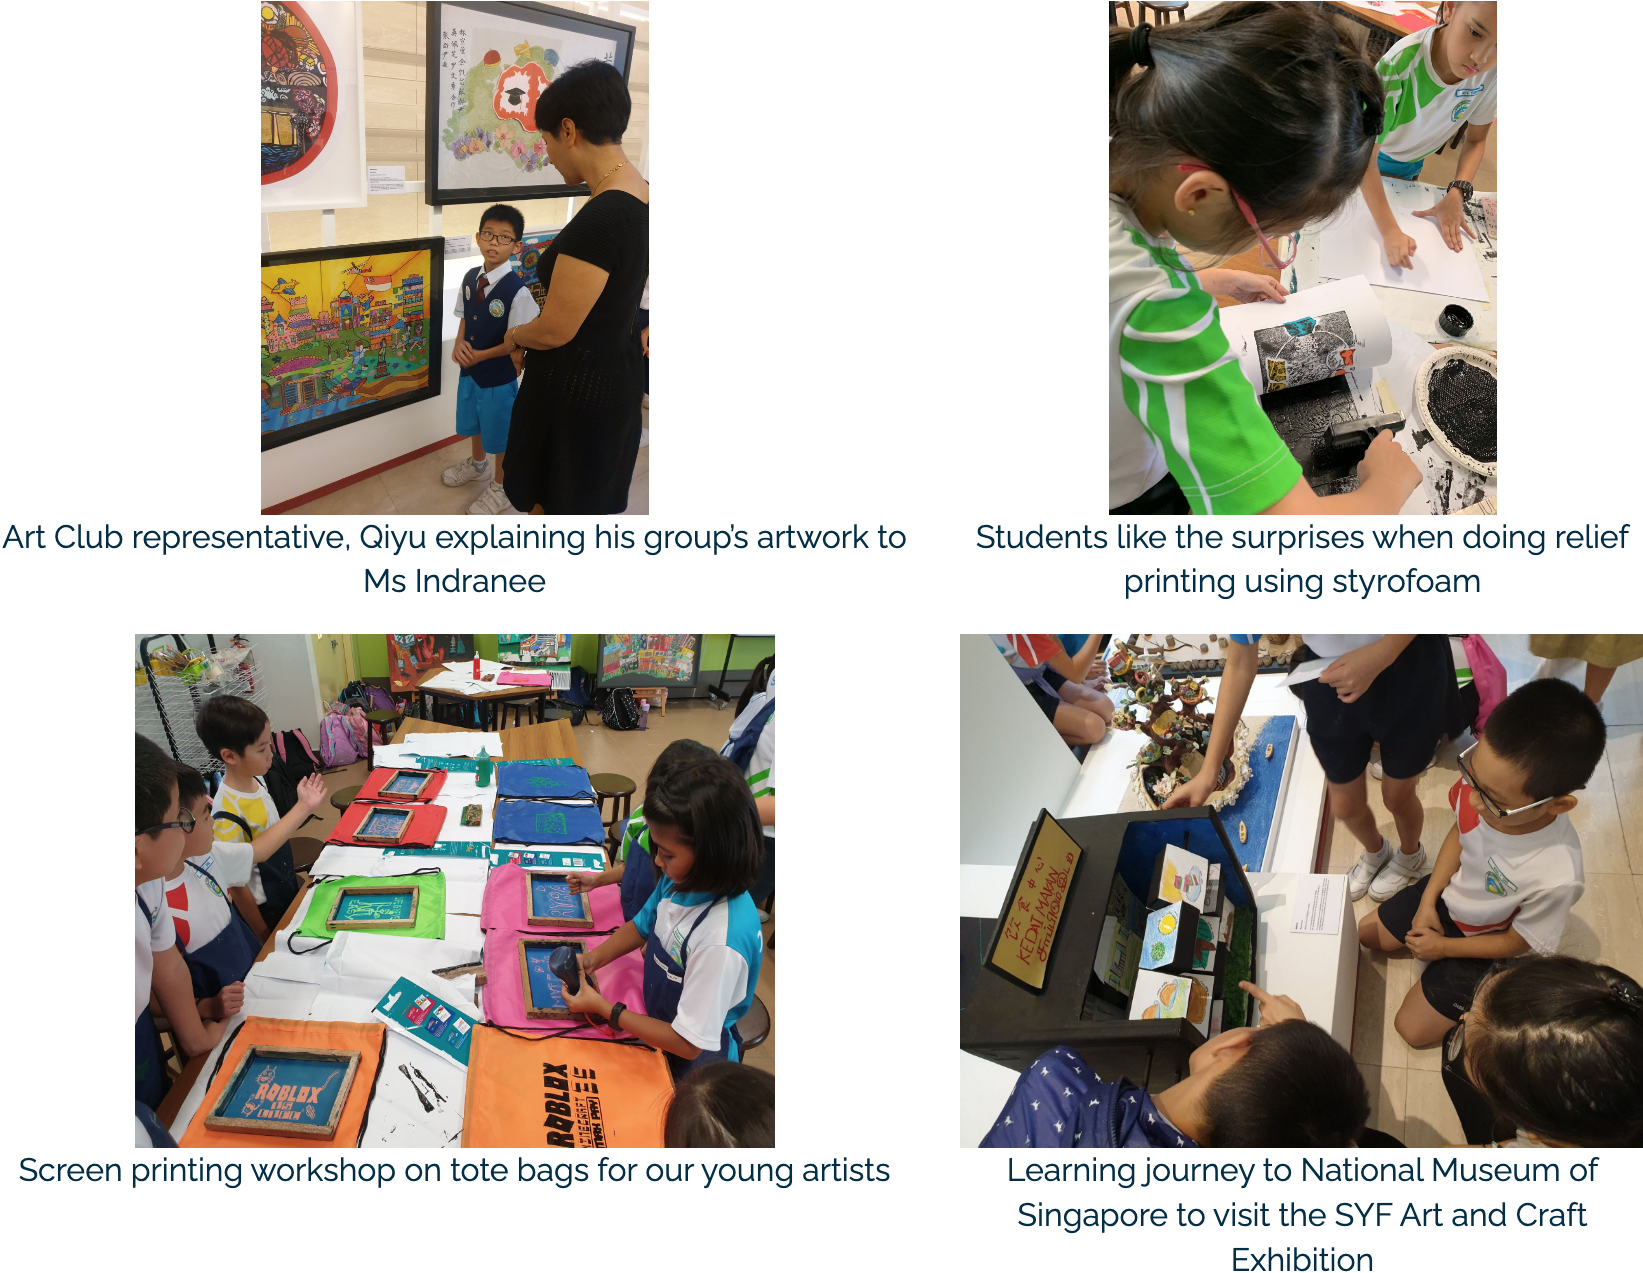 Art Club representative, Qiyu explaining his group's artwork to
Ms Indranee
Students like the surprises when doing relief
printing using styrofoam
ROBLOX
ROBLOX
KEDAI MAKAN
Screen printing workshop on tote bags for our young artists
Learning journey to National Museum of
Singapore to visit the SYF Art and Craft
Exhibition